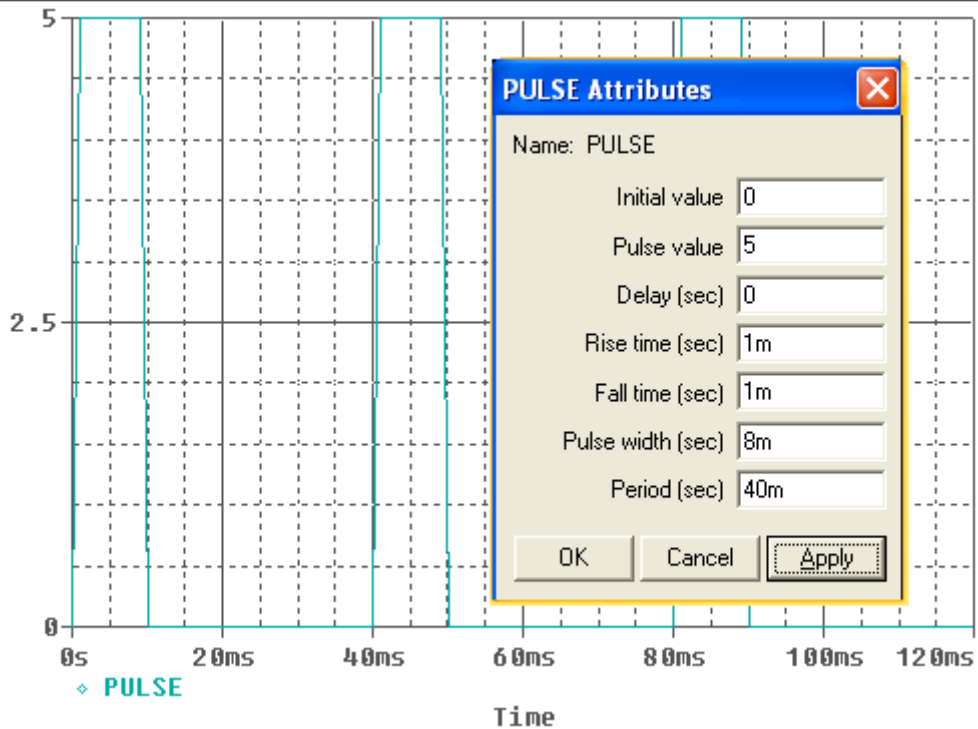 5
PULSE Attributes
Name: PULSE
Initial value 0
Pulse value 5
Delay (sec) 0
2.5
Rise time (sec) 1m
Fall time (sec) 1m
Pulse width (sec) 8m
Period (sec) 40m
OK Cancel Apply
0
0s 20ms 40ms 60ms 80ms 100ms 120ms
PULSE
Time